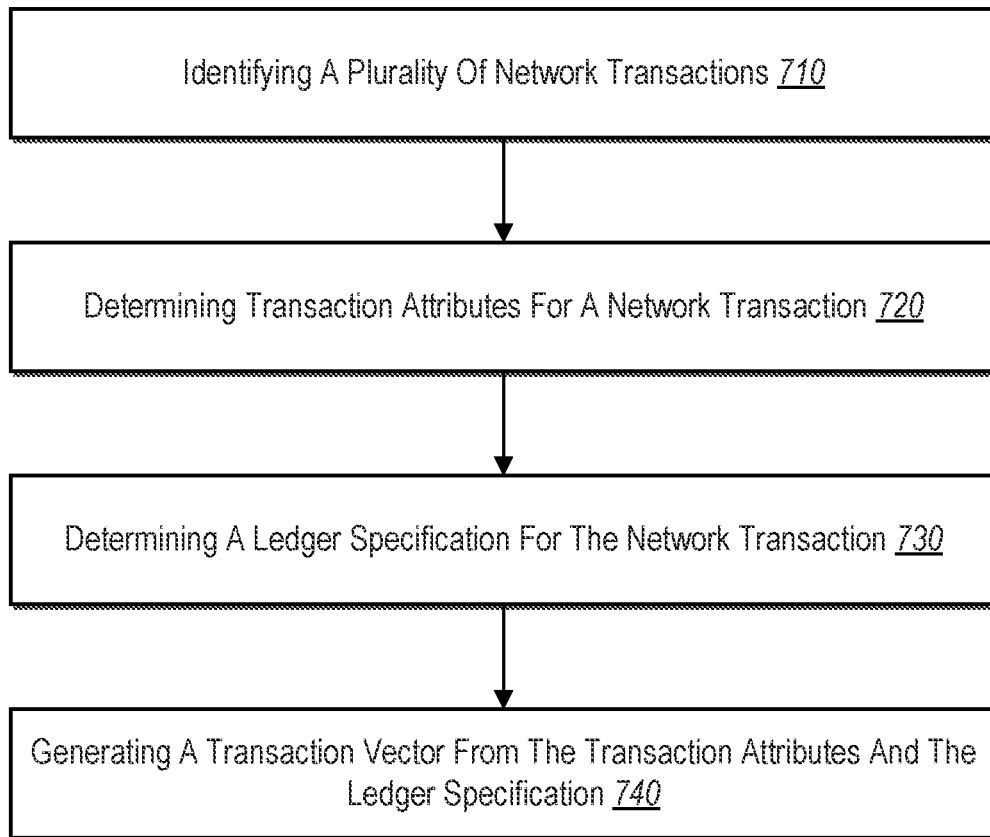 Identifying A Plurality Of Network Transactions 710
Determining Transaction Attributes For A Network Transaction 720
Determining A Ledger Specification For The Network Transaction 730
Generating A Transaction Vector From The Transaction Attributes And The
Ledger Specification 740